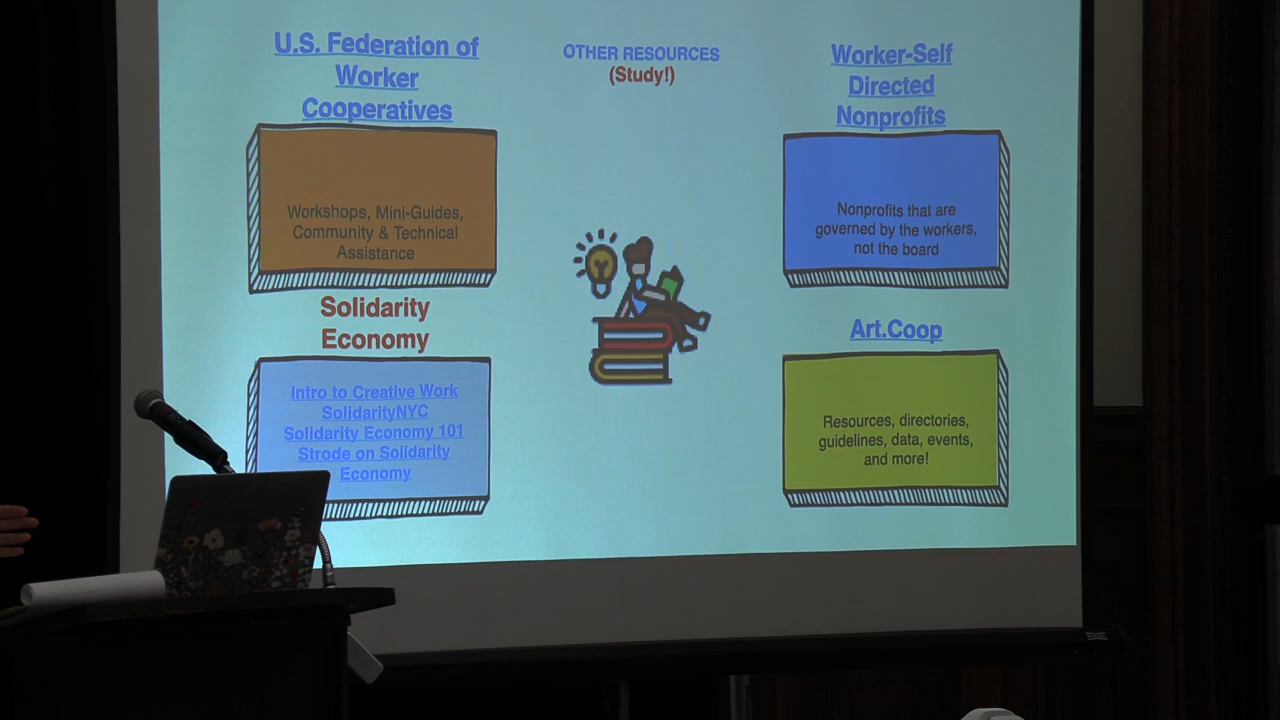 U.S. Federation of
Worker
Cooperatives
Workshops, Mini-Guides,
Community & Technical
Assistance
Solidarity
Economy
Intro to Creative Work
SolidarityNYC
Solidarity Economy 101
Strode on Solidarity
Economy
OTHER RESOURCES
(Study!)
Worker-Self
Directed
Nonprofits
Nonprofits that are
governed by the workers,
not the board
Art.Coop
Resources, directories,
guidelines, data, events,
and more!